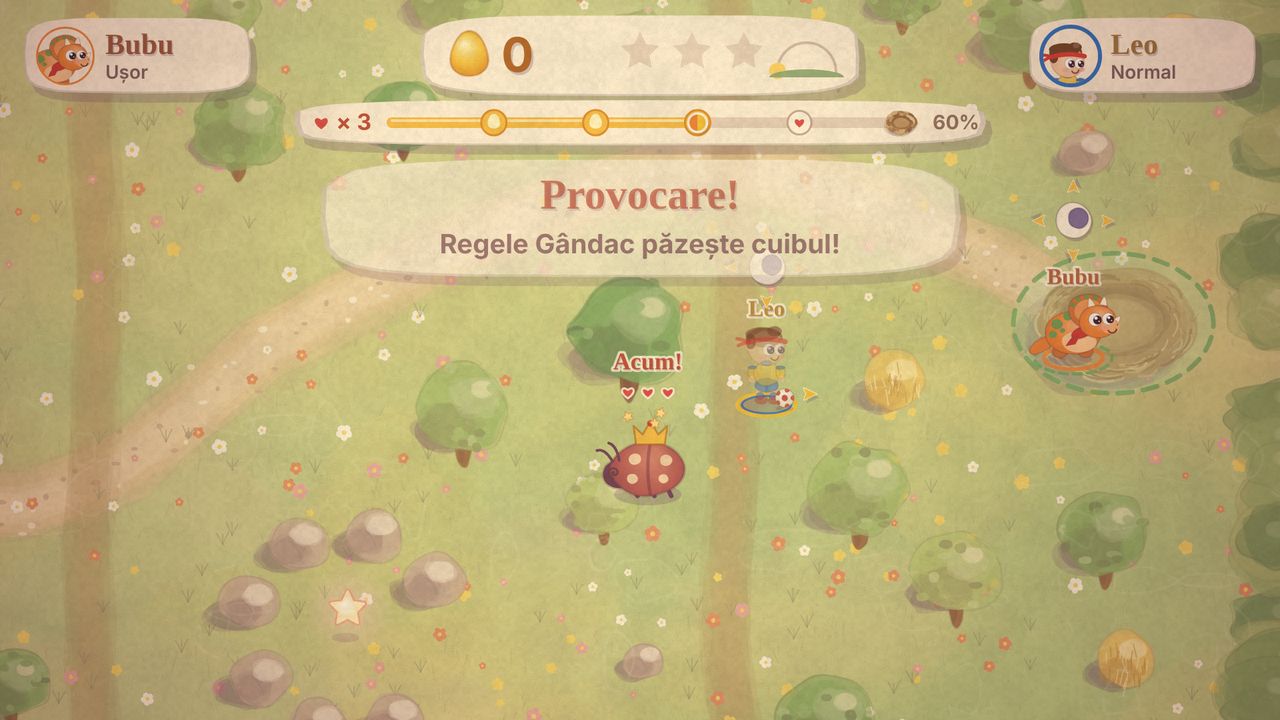 Bubu
Ușor
0
Leo
Normal
× 3
60%
Provocare!
Regele Gândac păzește cuibul!
Bubu
Leo
Acum!